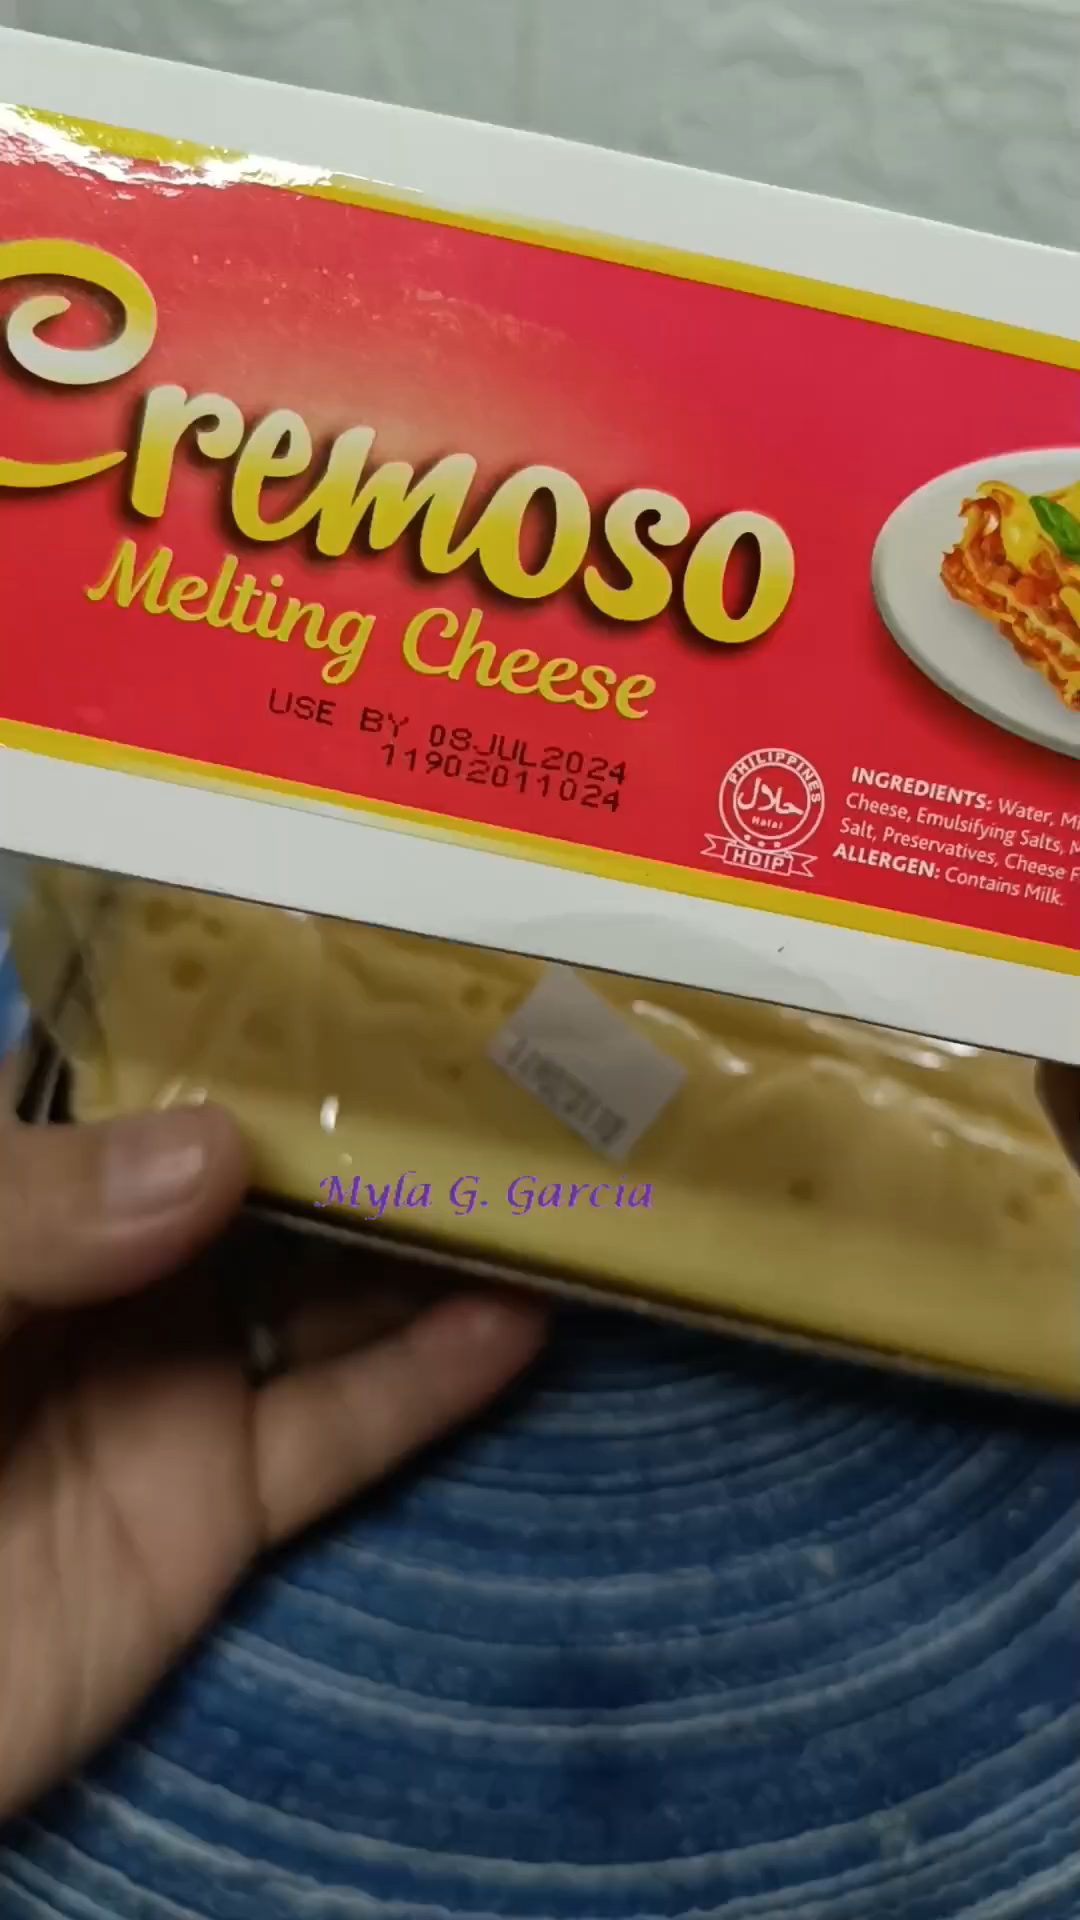 Cremoso
Melting Cheese
USE BY 08JUL2024
11902011024
PHILIPPINES
حلال
Halal
HDIP
INGREDIENTS: Water,
Cheese, Emulsifying Salts,
Salt, Preservatives, Cheese
ALLERGEN: Contains Milk.
Myla G. Garcia